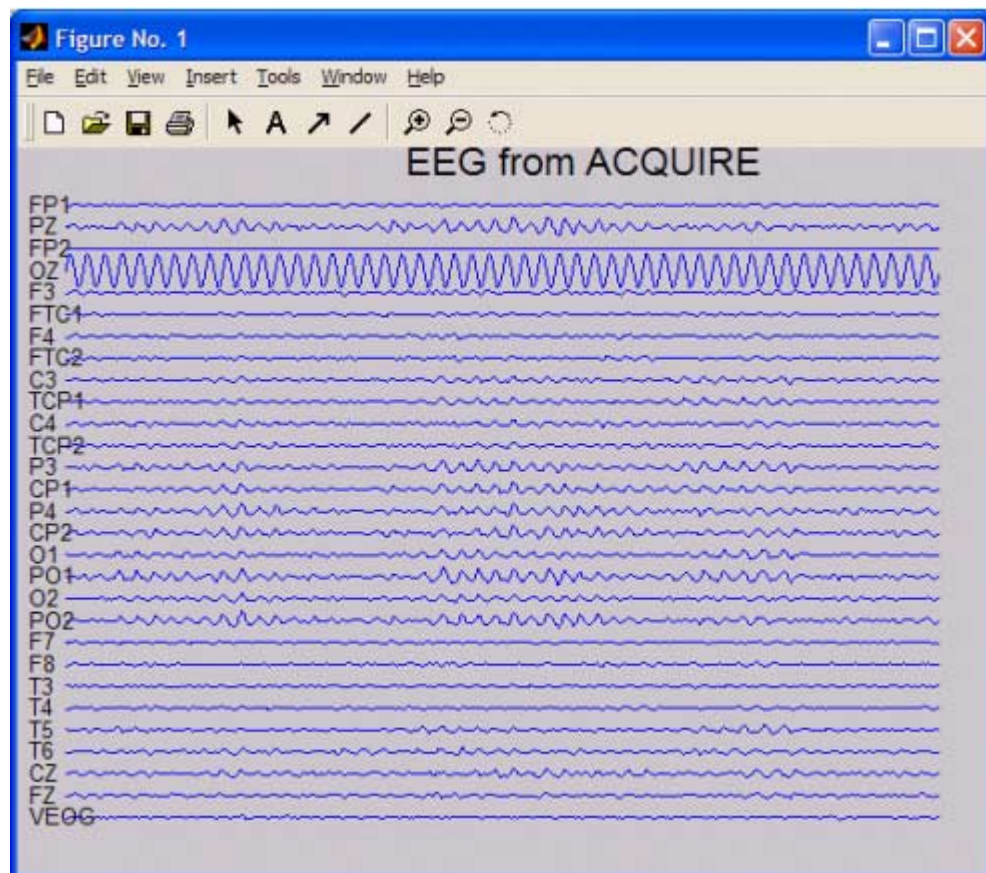 Figure No. 1
File Edit View Insert Tools Window Help
A
EEG from ACQUIRE
FP1
PZ
FP2
OZ
F3
FTC1
F4
FTC2
C3
TCP1
C4
TCP2
P3
CP1
P4
CP2
O1
PO1
O2
PO2
F7
F8
T3
T4
T5
T6
CZ
FZ
VEOG